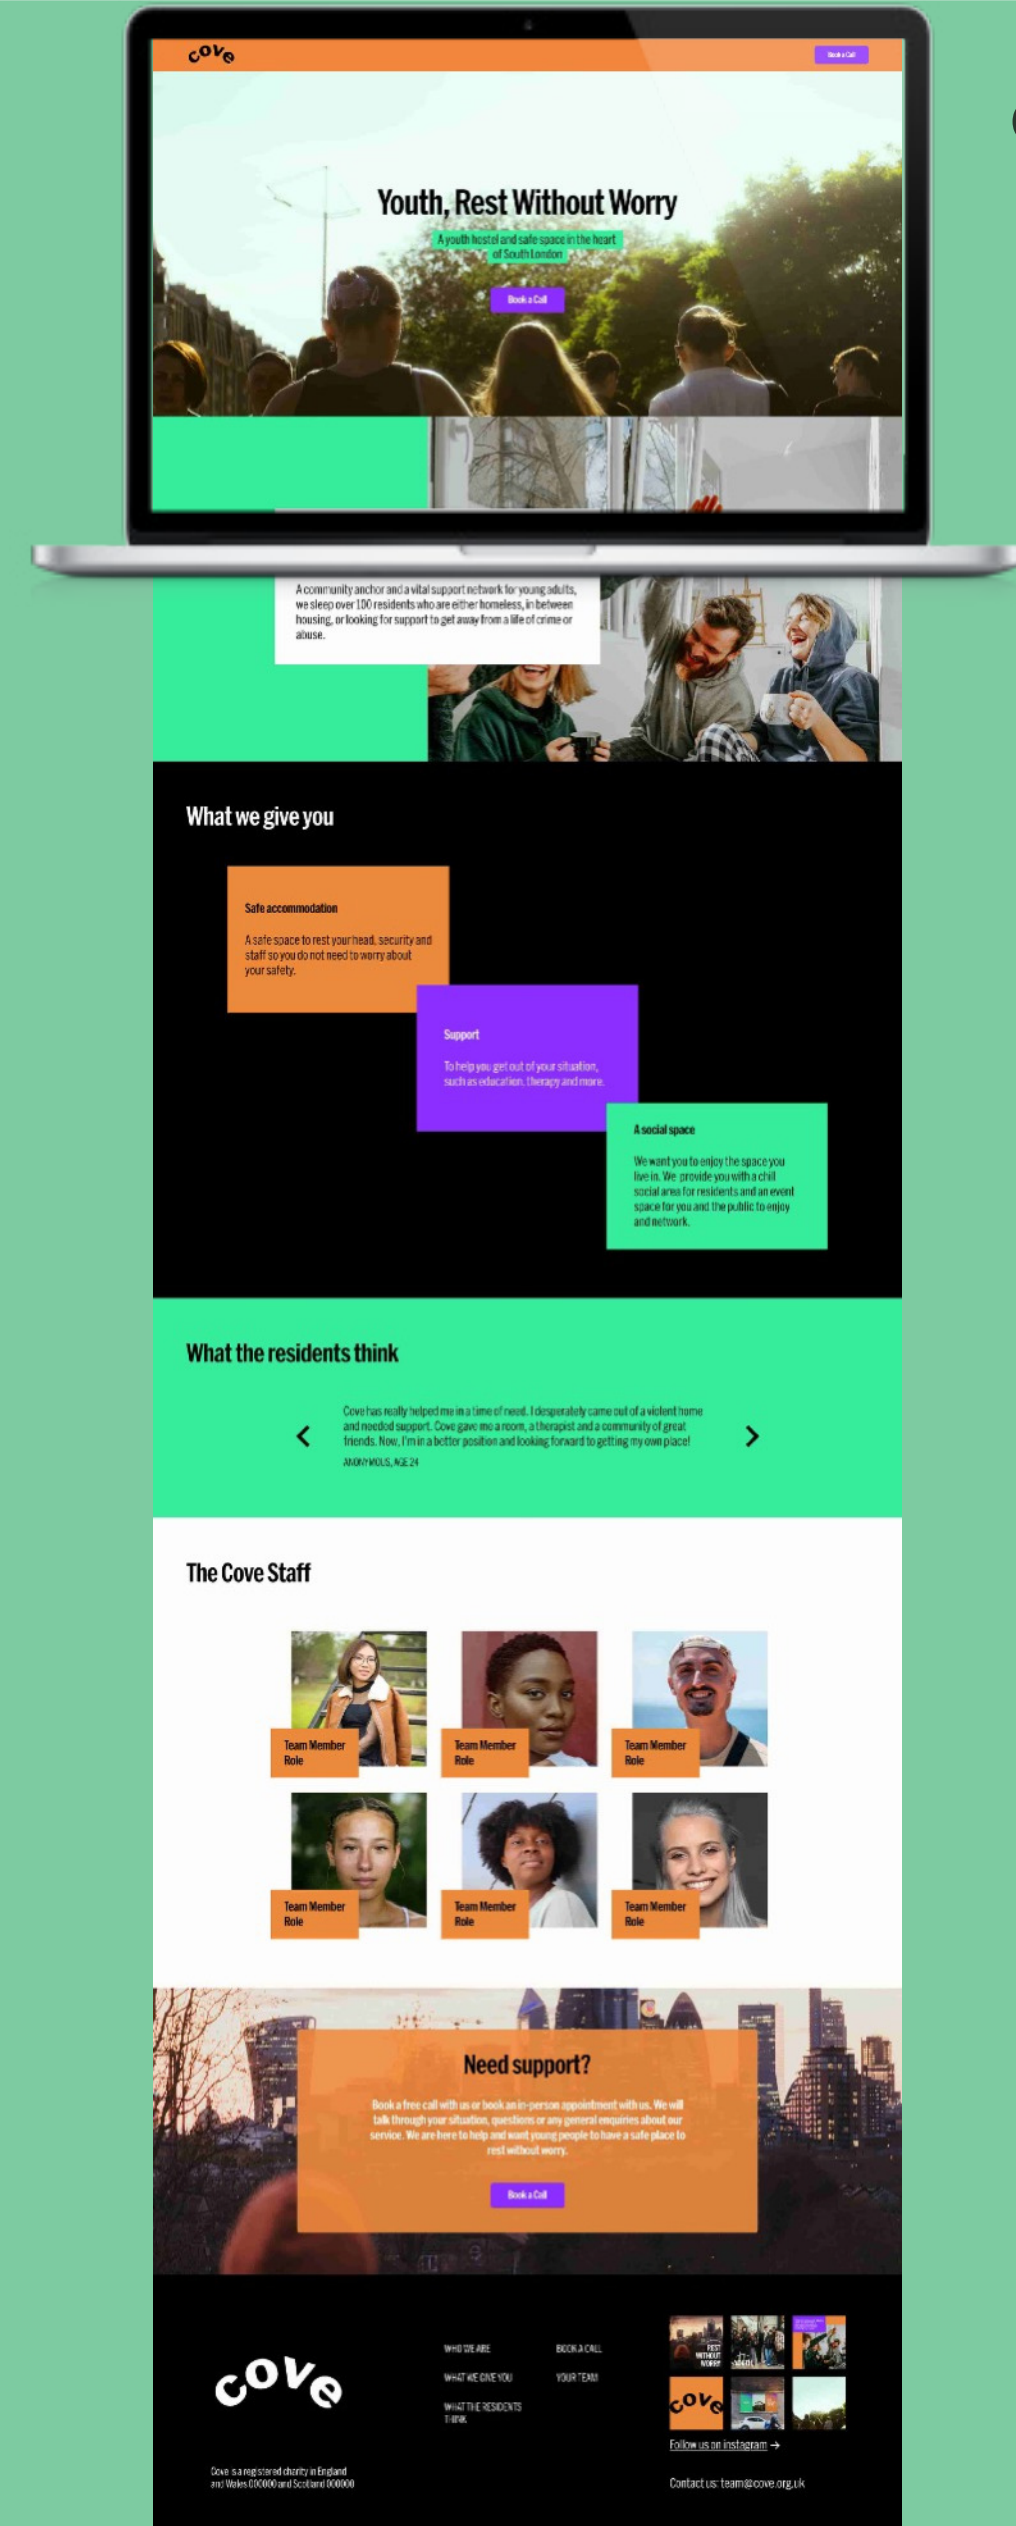 cove
Book a Call
Youth, Rest Without Worry
A youth hostel and safe space in the heart
of South London
Book a Call
A community anchor and a vital support network for young adults,
we sleep over 100 residents who are either homeless, in between
housing, or looking for support to get away from a life of crime or
abuse.
What we give you
Safe accommodation
A safe space to rest your head, security and
staff so you do not need to worry about
your safety.
Support
To help you get out of your situation,
such as education, therapy and more.
A social space
We want you to enjoy the space you
live in. We provide you with a chill
social area for residents and an event
space for you and the public to enjoy
and network.
What the residents think
Cove has really helped me in a time of need. I desperately came out of a violent home
and needed support. Cove gave me a room, a therapist and a community of great
friends. Now, I'm in a better position and looking forward to getting my own place!
ANONYMOUS, AGE 24
The Cove Staff
Team Member
Role
Team Member
Role
Team Member
Role
Team Member
Role
Team Member
Role
Team Member
Role
Need support?
Book a free call with us or book an in-person appointment with us. We will
talk through your situation, questions or any general enquiries about our
service. We are here to help and want young people to have a safe place to
rest without worry.
Book a Call
cove
WHO WE ARE
BOOK A CALL
WHAT WE GIVE YOU
YOUR TEAM
WHAT THE RESIDENTS
THINK
REST
WITHOUT
WORRY
cove
Follow us on instagram →
Cove is a registered charity in England
and Wales 000000 and Scotland 000000
Contact us: team@cove.org.uk